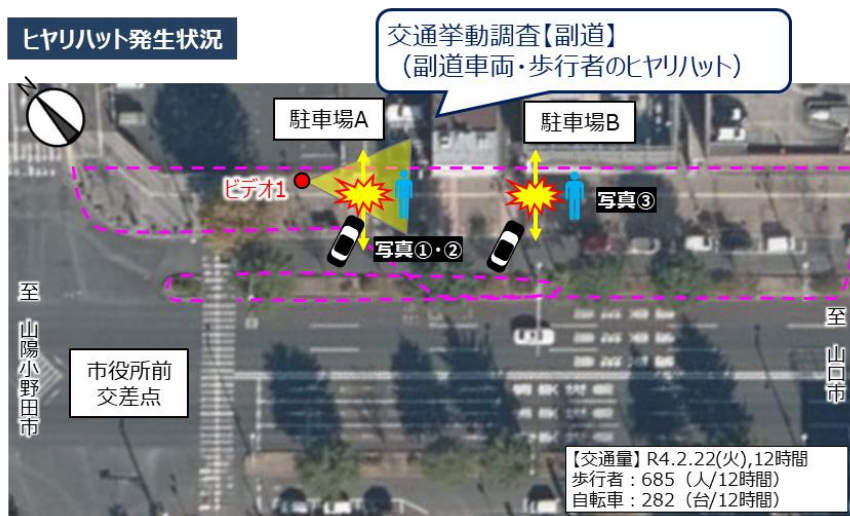 ヒヤリハット発生状況
交通挙動調査【副道】
（副道車両・歩行者のヒヤリハット）
N
駐車場A
駐車場B
ビデオ1
写真①・②
写真③
至 山陽小野田市
至 山口市
市役所前
交差点
【交通量】R4.2.22(火),12時間
歩行者：685（人/12時間）
自転車：282（台/12時間）